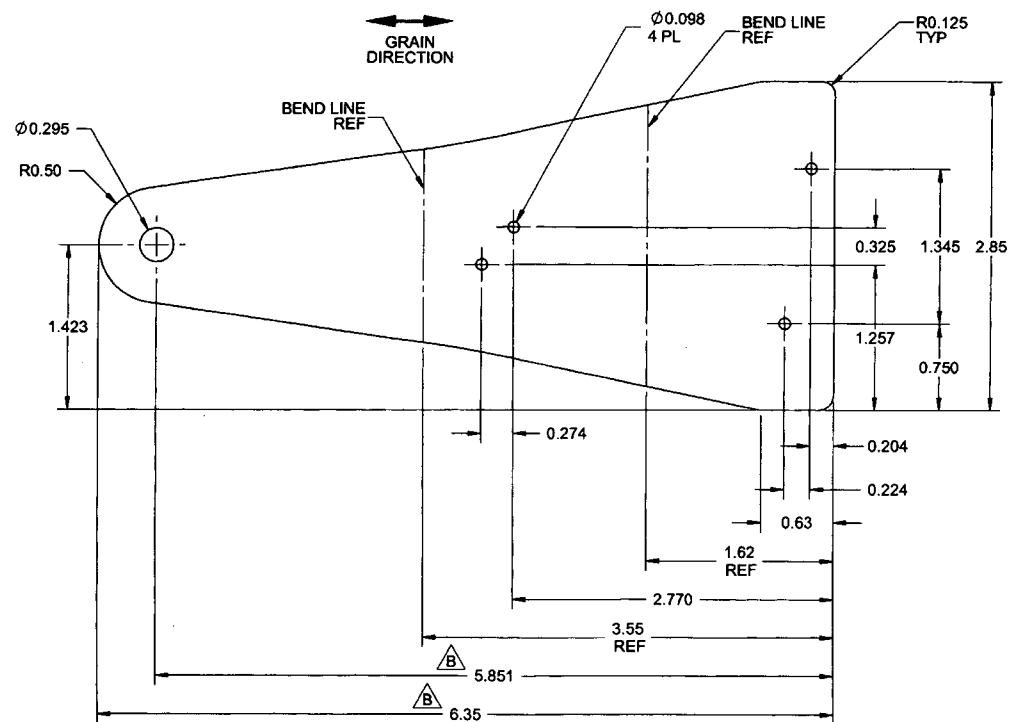 GRAIN
DIRECTION
Ø0.098
4 PL
BEND LINE
REF
R0.125
TYP
BEND LINE
REF
Ø0.295
R0.50
1.423
0.325
1.345
2.85
1.257
0.750
0.274
0.204
0.224
0.63
1.62
REF
2.770
3.55
REF
B
5.851
B
6.35